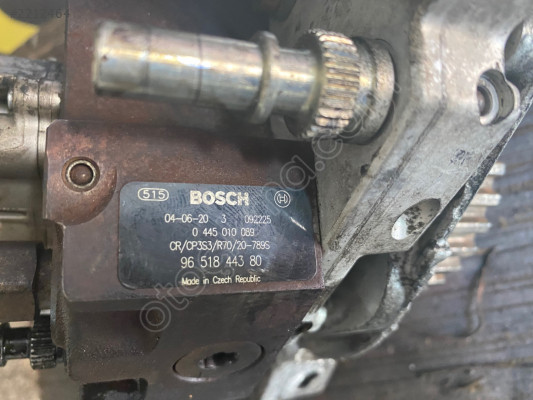 515 BOSCH H
04-06-20 3 092225
0 445 010 089
CR/CP3S3/R70/20-789S
96 518 443 80
Made in Czech Republic